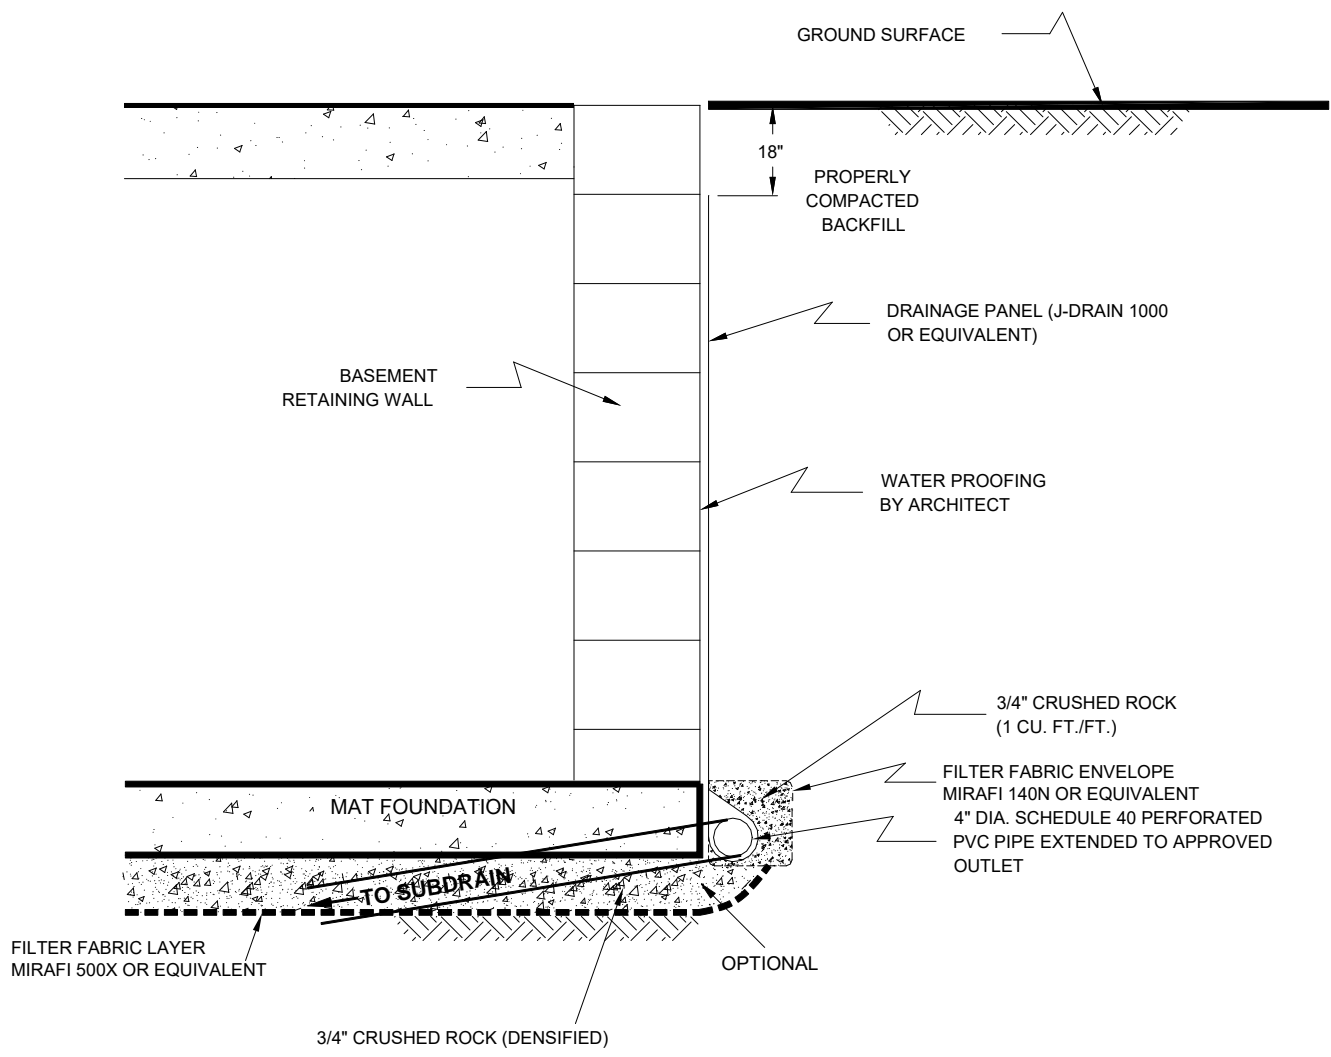 GROUND SURFACE
18"
PROPERLY
COMPACTED
BACKFILL
DRAINAGE PANEL (J-DRAIN 1000
OR EQUIVALENT)
BASEMENT
RETAINING WALL
WATER PROOFING
BY ARCHITECT
3/4" CRUSHED ROCK
(1 CU. FT./FT.)
FILTER FABRIC ENVELOPE
MIRAFI 140N OR EQUIVALENT
4" DIA. SCHEDULE 40 PERFORATED
PVC PIPE EXTENDED TO APPROVED
OUTLET
MAT FOUNDATION
TO SUBDRAIN
FILTER FABRIC LAYER
MIRAFI 500X OR EQUIVALENT
OPTIONAL
3/4" CRUSHED ROCK (DENSIFIED)